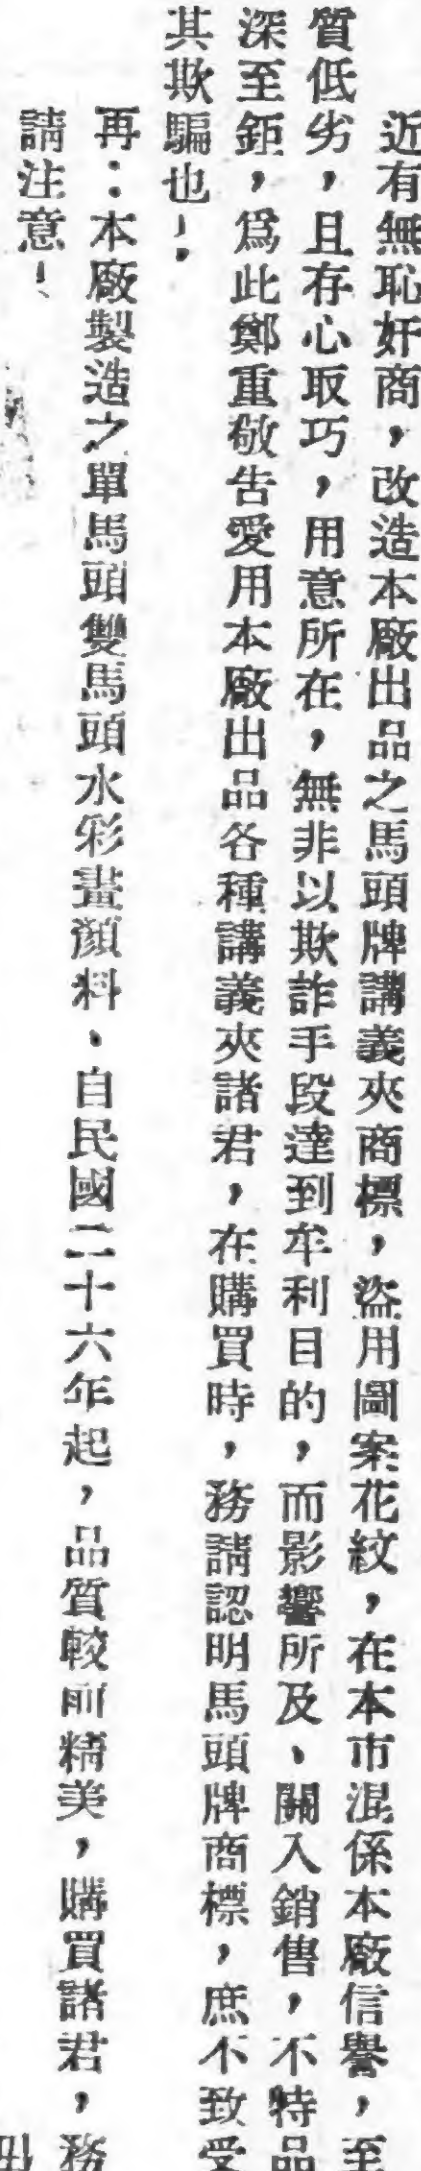 近有無恥奸商，改造本廠出品之馬頭牌講義夾商標，盜用圖案花紋，在本市混係本廠信譽，至
質低劣，且存心取巧，用意所在，無非以欺詐手段達到牟利目的，而影響所及、開入銷售，不特品
深至鉅，爲此鄭重敬告愛用本廠出品各種講義夾諸君，在購買時，務請認明馬頭牌商標，庶不致受
其欺騙也！，
再：本廠製造之單馬頭雙馬頭水彩畫顏料、自民國二十六年起，品質較前精美，購買諸君，務
請注意！